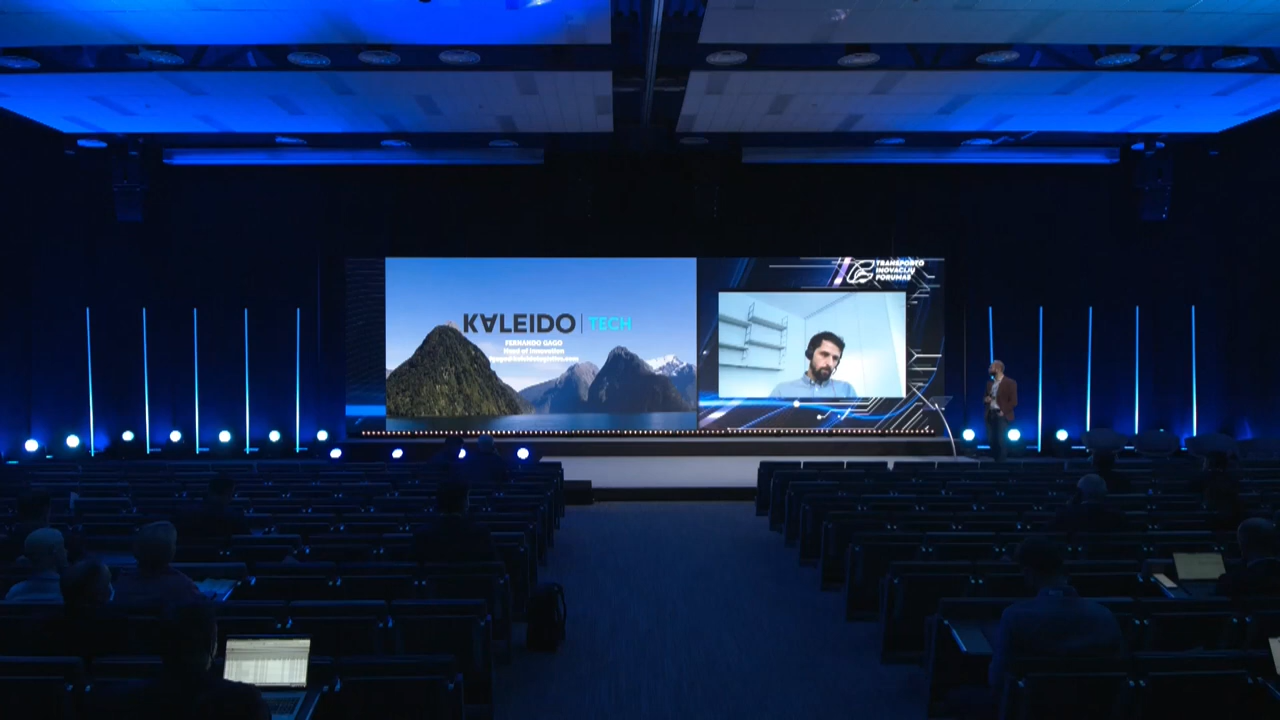 KALEIDO TECH
FERNANDO GAGO
Head of Innovation
TRANSPORTO
INOVACIJŲ
FORUMAS